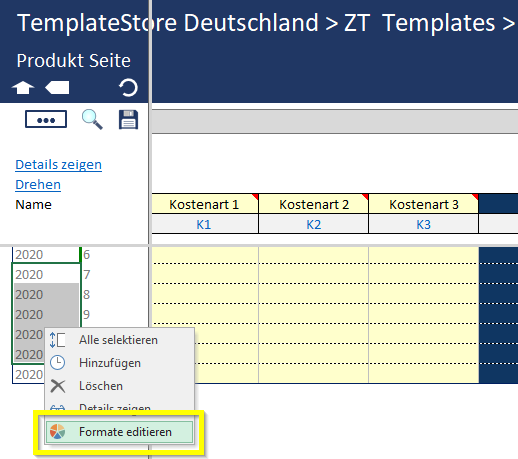 TemplateStore Deutschland > ZT Templates >
Produkt Seite
Details zeigen
Drehen
Name
Kostenart 1 Kostenart 2 Kostenart 3
K1 K2 K3
2020 6
2020 7
2020 8
2020 9
2020
2020
2020
Alle selektieren
Hinzufügen
Löschen
Details zeigen
Formate editieren